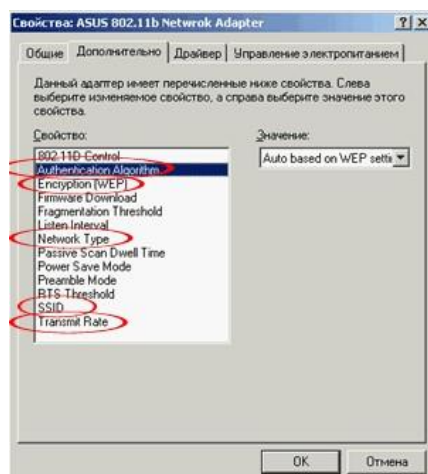 Свойства: ASUS 802.11b Netwrok Adapter
Общие Дополнительно Драйвер Управление электропитанием
Данный адаптер имеет перечисленные ниже свойства. Слева
выберите изменяемое свойство, а справа выберите значение этого
свойства.
Свойство:
802.11D Control
Authentication Algorithm
Encryption (WEP)
Firmware Download
Fragmentation Threshold
Listen Interval
Network Type
Passive Scan Dwell Time
Power Save Mode
Preamble Mode
RTS Threshold
SSID
Transmit Rate
Значение:
Auto based on WEP settin
OK Отмена